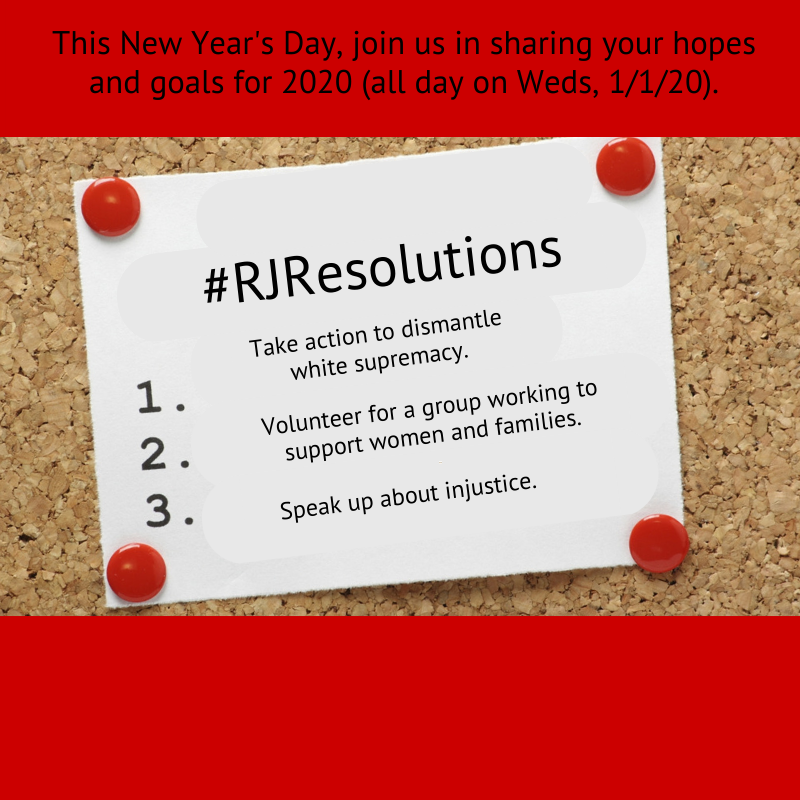 This New Year's Day, join us in sharing your hopes
and goals for 2020 (all day on Weds, 1/1/20).
#RJResolutions
Take action to dismantle
white supremacy.
1.
Volunteer for a group working to
support women and families.
2.
Speak up about injustice.
3.